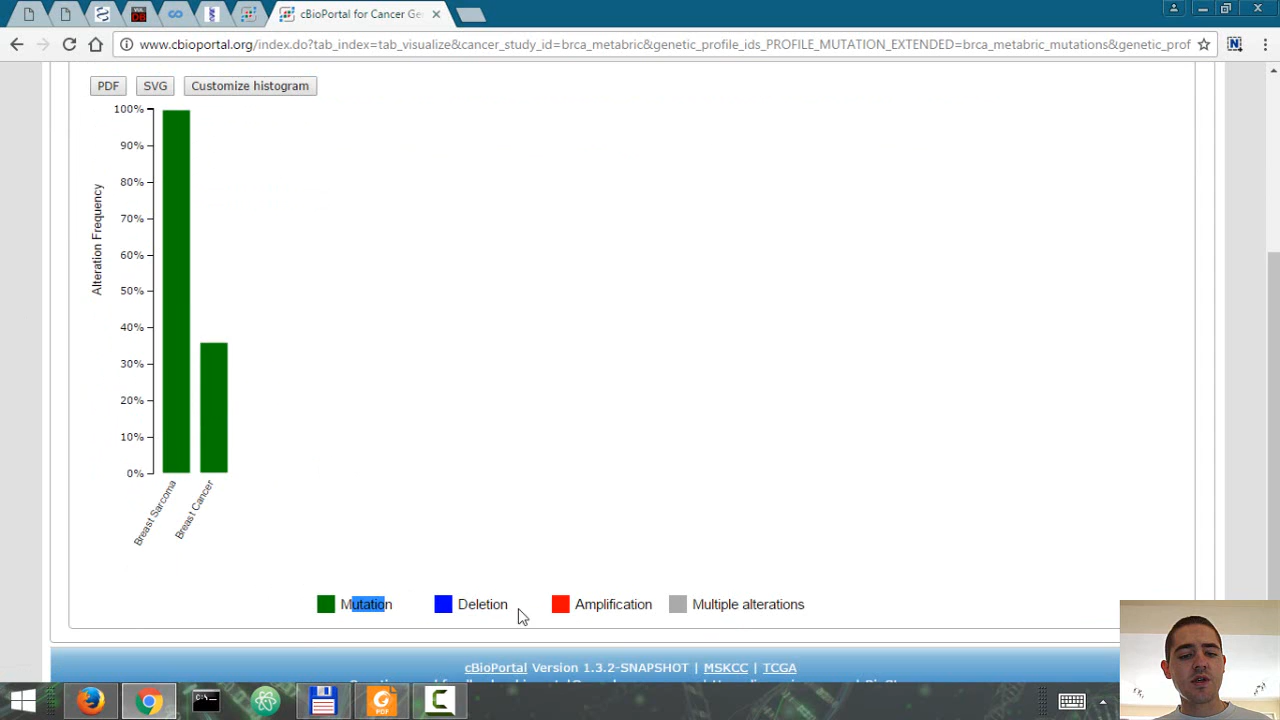 cBioPortal for Cancer Ge
www.cbioportal.org/index.do?tab_index=tab_visualize&cancer_study_id=brca_metabric&genetic_profile_ids_PROFILE_MUTATION_EXTENDED=brca_metabric_mutations&genetic_prof
PDF
SVG
Customize histogram
100%
90%
80%
70%
60%
50%
40%
30%
20%
10%
0%
Alteration Frequency
Breast Sarcoma
Breast Cancer
Mutation
Deletion
Amplification
Multiple alterations
cBioPortal Version 1.3.2-SNAPSHOT | MSKCC | TCGA